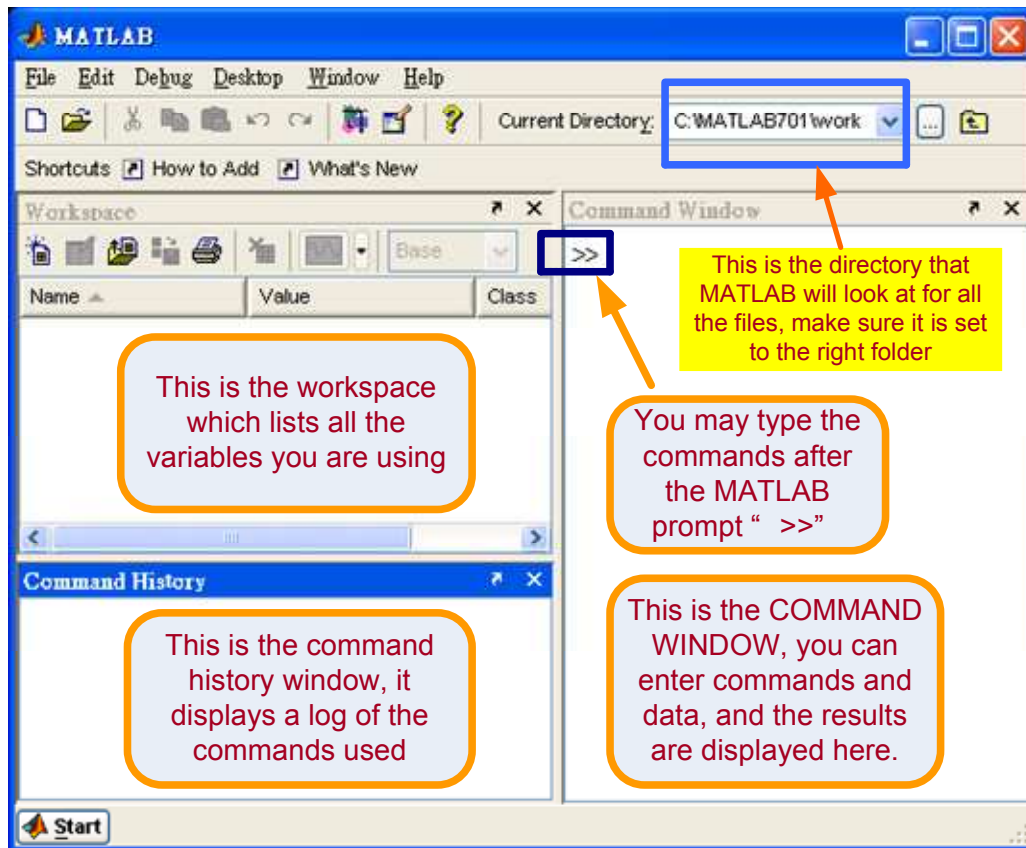 MATLAB
File Edit Debug Desktop Window Help
Current Directory: C:\MATLAB701\work ...
Shortcuts How to Add What's New
Workspace
Base
Name Value Class
This is the workspace
which lists all the
variables you are using
Command History
This is the command
history window, it
displays a log of the
commands used
Command Window
>>
This is the directory that
MATLAB will look at for all
the files, make sure it is set
to the right folder
You may type the
commands after
the MATLAB
prompt “ >>”
This is the COMMAND
WINDOW, you can
enter commands and
data, and the results
are displayed here.
Start